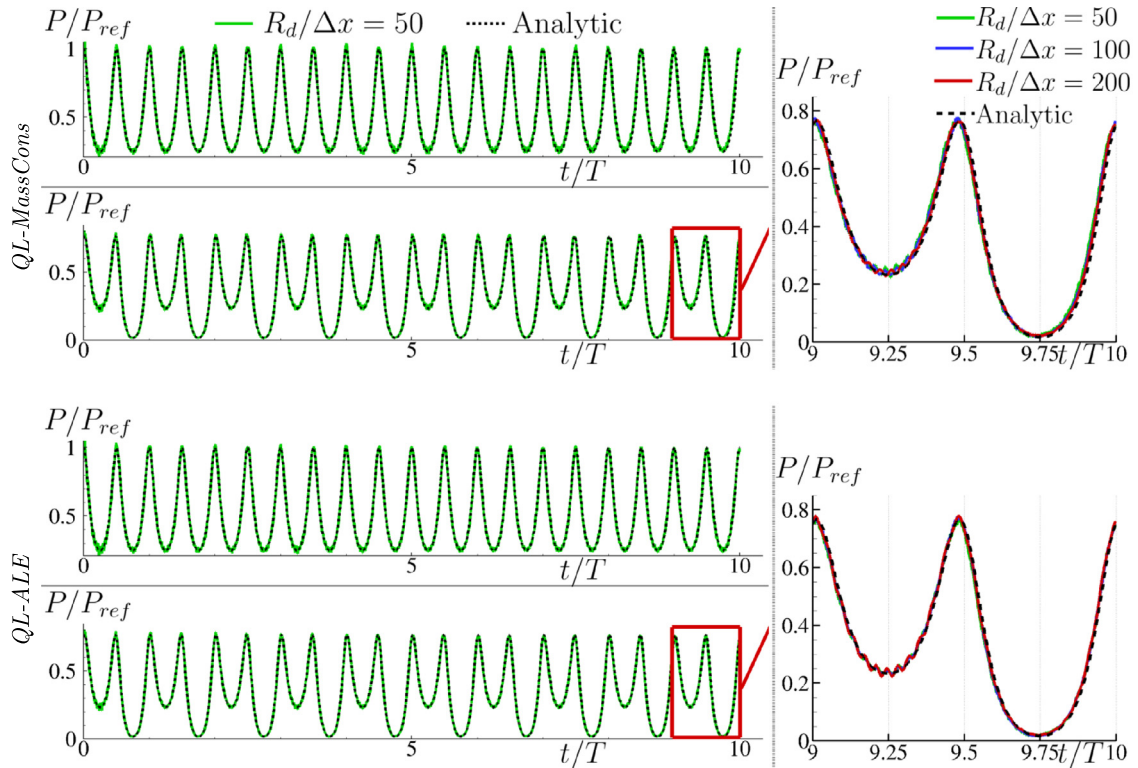 P/P_ref
R_d/Δx = 50
Analytic
1
0.5
0
5
10
t/T
QL-MassCons
P/P_ref
0.5
0
0
5
10
t/T
R_d/Δx = 50
R_d/Δx = 100
R_d/Δx = 200
Analytic
P/P_ref
0.8
0.6
0.4
0.2
0
9
9.25
9.5
9.75
t/T
10
P/P_ref
1
0.5
0
5
10
t/T
QL-ALE
P/P_ref
0.5
0
0
5
10
t/T
P/P_ref
0.8
0.6
0.4
0.2
0
9
9.25
9.5
9.75
t/T
10